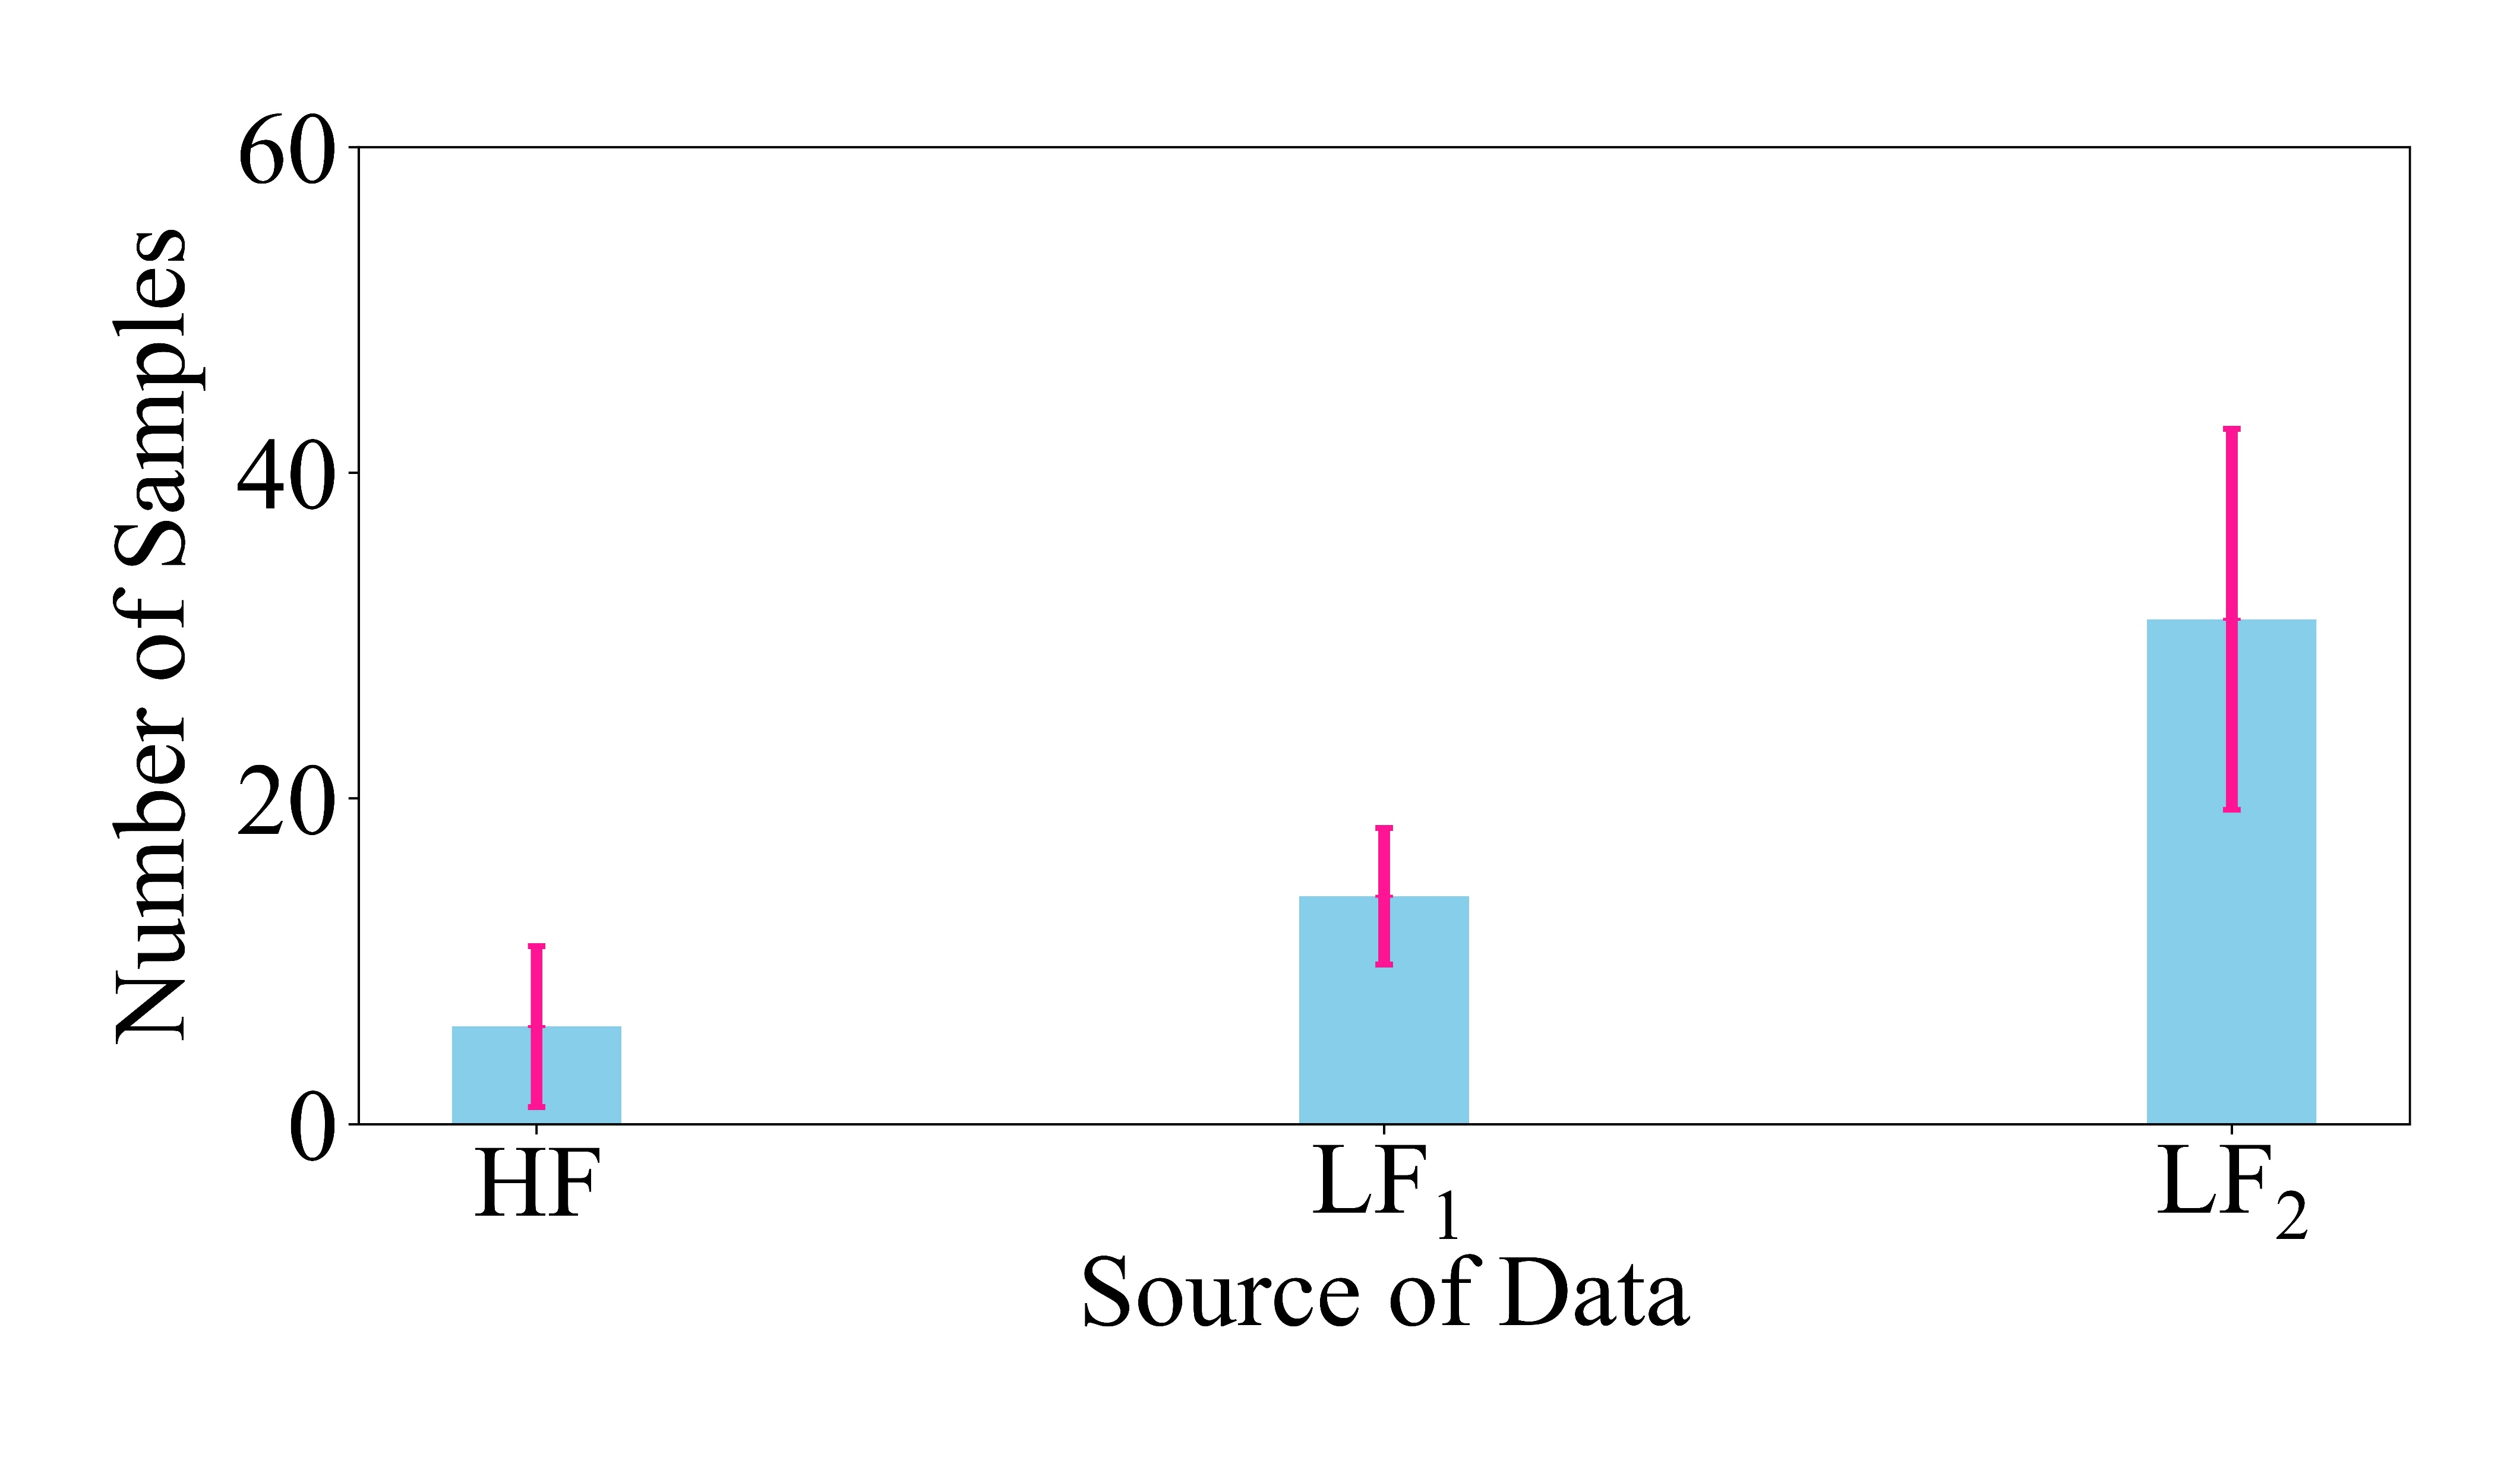 Number of Samples
60
40
20
0
HF
LF₁
LF₂
Source of Data